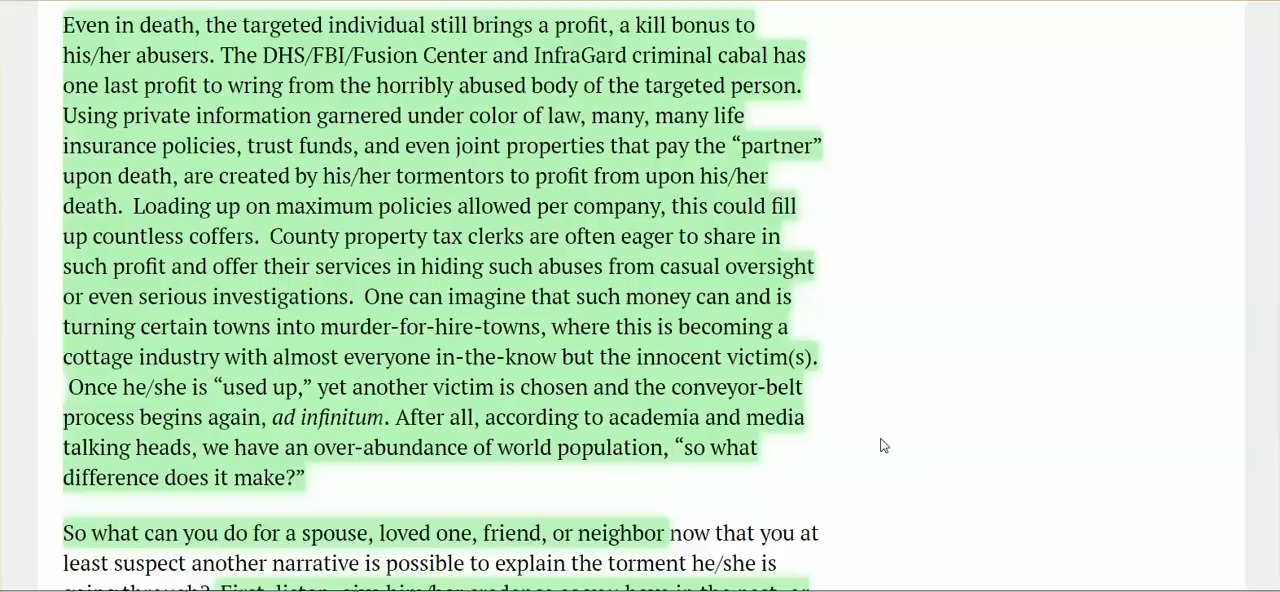 Even in death, the targeted individual still brings a profit, a kill bonus to
his/her abusers. The DHS/FBI/Fusion Center and InfraGard criminal cabal has
one last profit to wring from the horribly abused body of the targeted person.
Using private information garnered under color of law, many, many life
insurance policies, trust funds, and even joint properties that pay the “partner”
upon death, are created by his/her tormentors to profit from upon his/her
death.  Loading up on maximum policies allowed per company, this could fill
up countless coffers.  County property tax clerks are often eager to share in
such profit and offer their services in hiding such abuses from casual oversight
or even serious investigations.  One can imagine that such money can and is
turning certain towns into murder-for-hire-towns, where this is becoming a
cottage industry with almost everyone in-the-know but the innocent victim(s).
Once he/she is “used up,” yet another victim is chosen and the conveyor-belt
process begins again, ad infinitum. After all, according to academia and media
talking heads, we have an over-abundance of world population, “so what
difference does it make?”
So what can you do for a spouse, loved one, friend, or neighbor now that you at
least suspect another narrative is possible to explain the torment he/she is